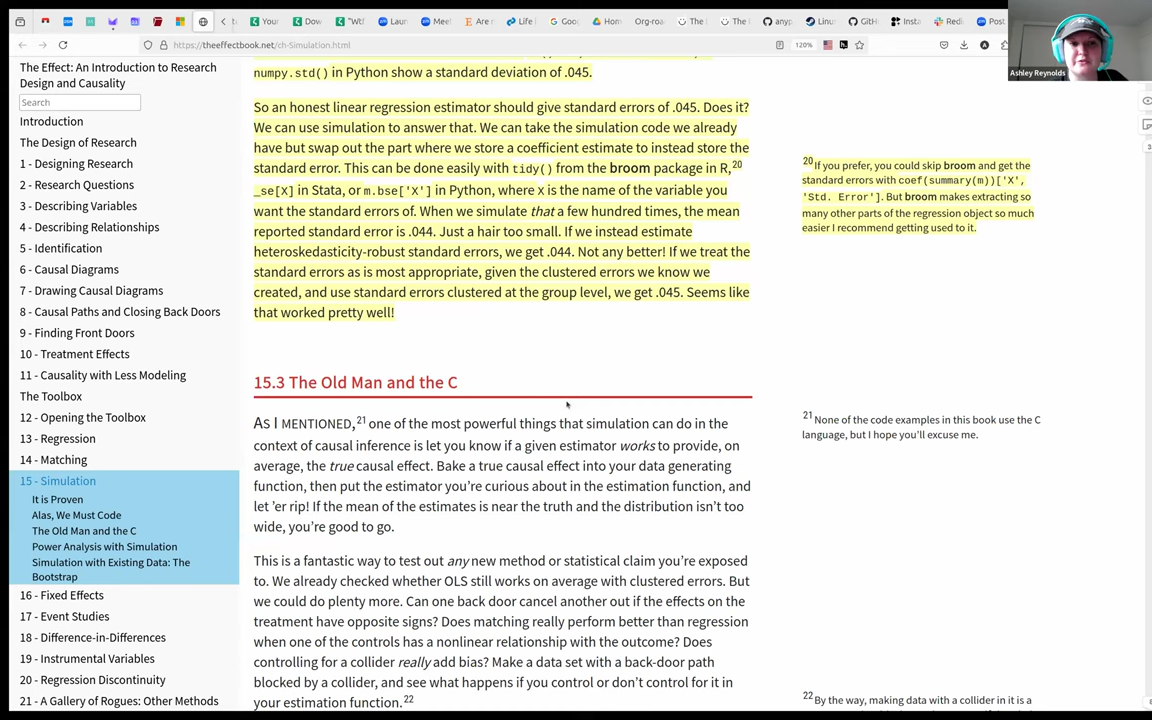 Your
Dow
"Wit
Laun
Meet
Are r
Life i
Goog
Hom
Org-roa
The I
The I
anyp
Linux
GitH
Insta
Redis
Post
https://theeffectbook.net/ch-Simulation.html
120%
Ashley Reynolds
The Effect: An Introduction to Research
Design and Causality
Search
Introduction
The Design of Research
1 - Designing Research
2 - Research Questions
3 - Describing Variables
4 - Describing Relationships
5 - Identification
6 - Causal Diagrams
7 - Drawing Causal Diagrams
8 - Causal Paths and Closing Back Doors
9 - Finding Front Doors
10 - Treatment Effects
11 - Causality with Less Modeling
The Toolbox
12 - Opening the Toolbox
13 - Regression
14 - Matching
15 - Simulation
It is Proven
Alas, We Must Code
The Old Man and the C
Power Analysis with Simulation
Simulation with Existing Data: The
Bootstrap
16 - Fixed Effects
17 - Event Studies
18 - Difference-in-Differences
19 - Instrumental Variables
20 - Regression Discontinuity
21 - A Gallery of Rogues: Other Methods
numpy.std() in Python show a standard deviation of .045.
So an honest linear regression estimator should give standard errors of .045. Does it?
We can use simulation to answer that. We can take the simulation code we already
have but swap out the part where we store a coefficient estimate to instead store the
standard error. This can be done easily with tidy() from the broom package in R,20
_se[X] in Stata, or m.bse['X'] in Python, where X is the name of the variable you
want the standard errors of. When we simulate that a few hundred times, the mean
reported standard error is .044. Just a hair too small. If we instead estimate
heteroskedasticity-robust standard errors, we get .044. Not any better! If we treat the
standard errors as is most appropriate, given the clustered errors we know we
created, and use standard errors clustered at the group level, we get .045. Seems like
that worked pretty well!
15.3 The Old Man and the C
AS I MENTIONED,21 one of the most powerful things that simulation can do in the
context of causal inference is let you know if a given estimator works to provide, on
average, the true causal effect. Bake a true causal effect into your data generating
function, then put the estimator you're curious about in the estimation function, and
let 'er rip! If the mean of the estimates is near the truth and the distribution isn't too
wide, you're good to go.
This is a fantastic way to test out any new method or statistical claim you're exposed
to. We already checked whether OLS still works on average with clustered errors. But
we could do plenty more. Can one back door cancel another out if the effects on the
treatment have opposite signs? Does matching really perform better than regression
when one of the controls has a nonlinear relationship with the outcome? Does
controlling for a collider really add bias? Make a data set with a back-door path
blocked by a collider, and see what happens if you control or don't control for it in
your estimation function.22
20 If you prefer, you could skip broom and get the
standard errors with coef(summary(m))['X',
'Std. Error']. But broom makes extracting so
many other parts of the regression object so much
easier I recommend getting used to it.
21 None of the code examples in this book use the C
language, but I hope you'll excuse me.
22 By the way, making data with a collider in it is a